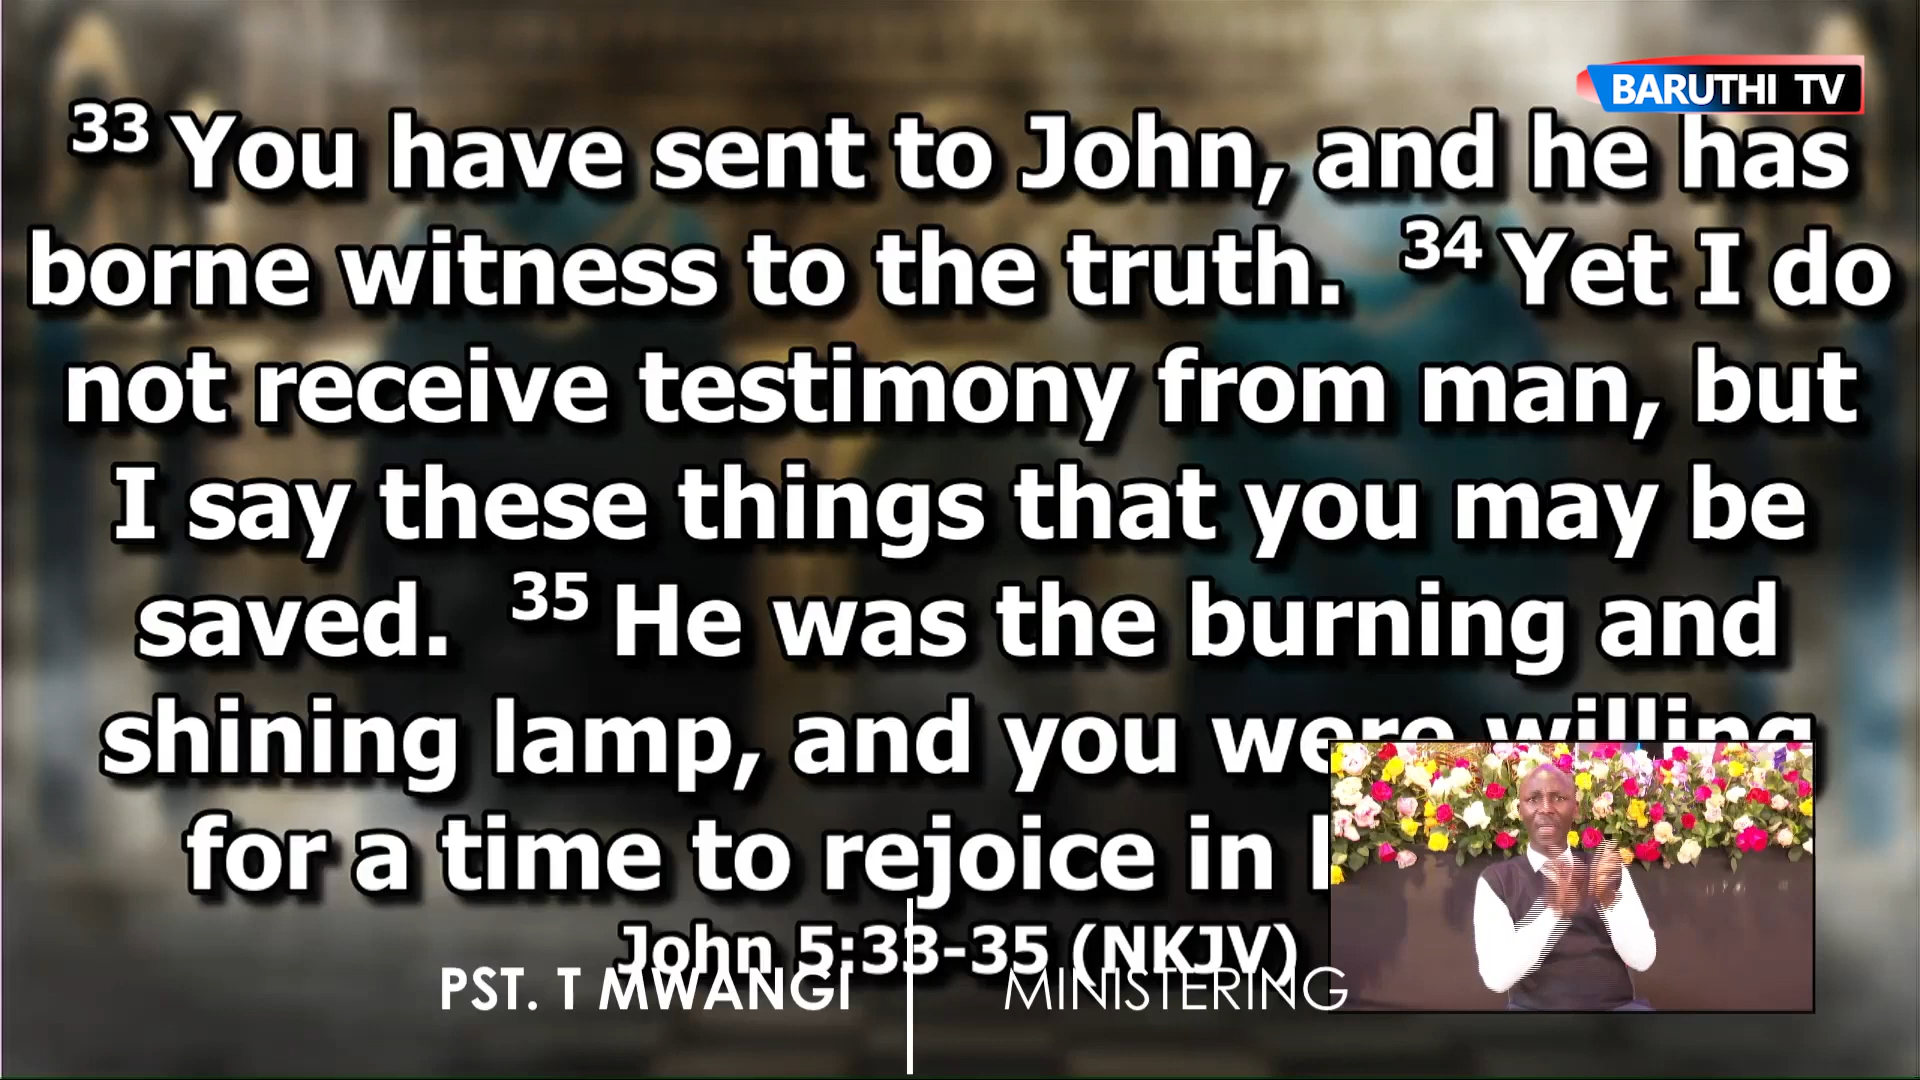 BARUTHI TV
33 You have sent to John, and he has
borne witness to the truth. 34 Yet I do
not receive testimony from man, but
I say these things that you may be
saved. 35 He was the burning and
shining lamp, and you were willing
for a time to rejoice in
John 5:33-35 (NKJV)
PST. T MWANGI MINISTERING